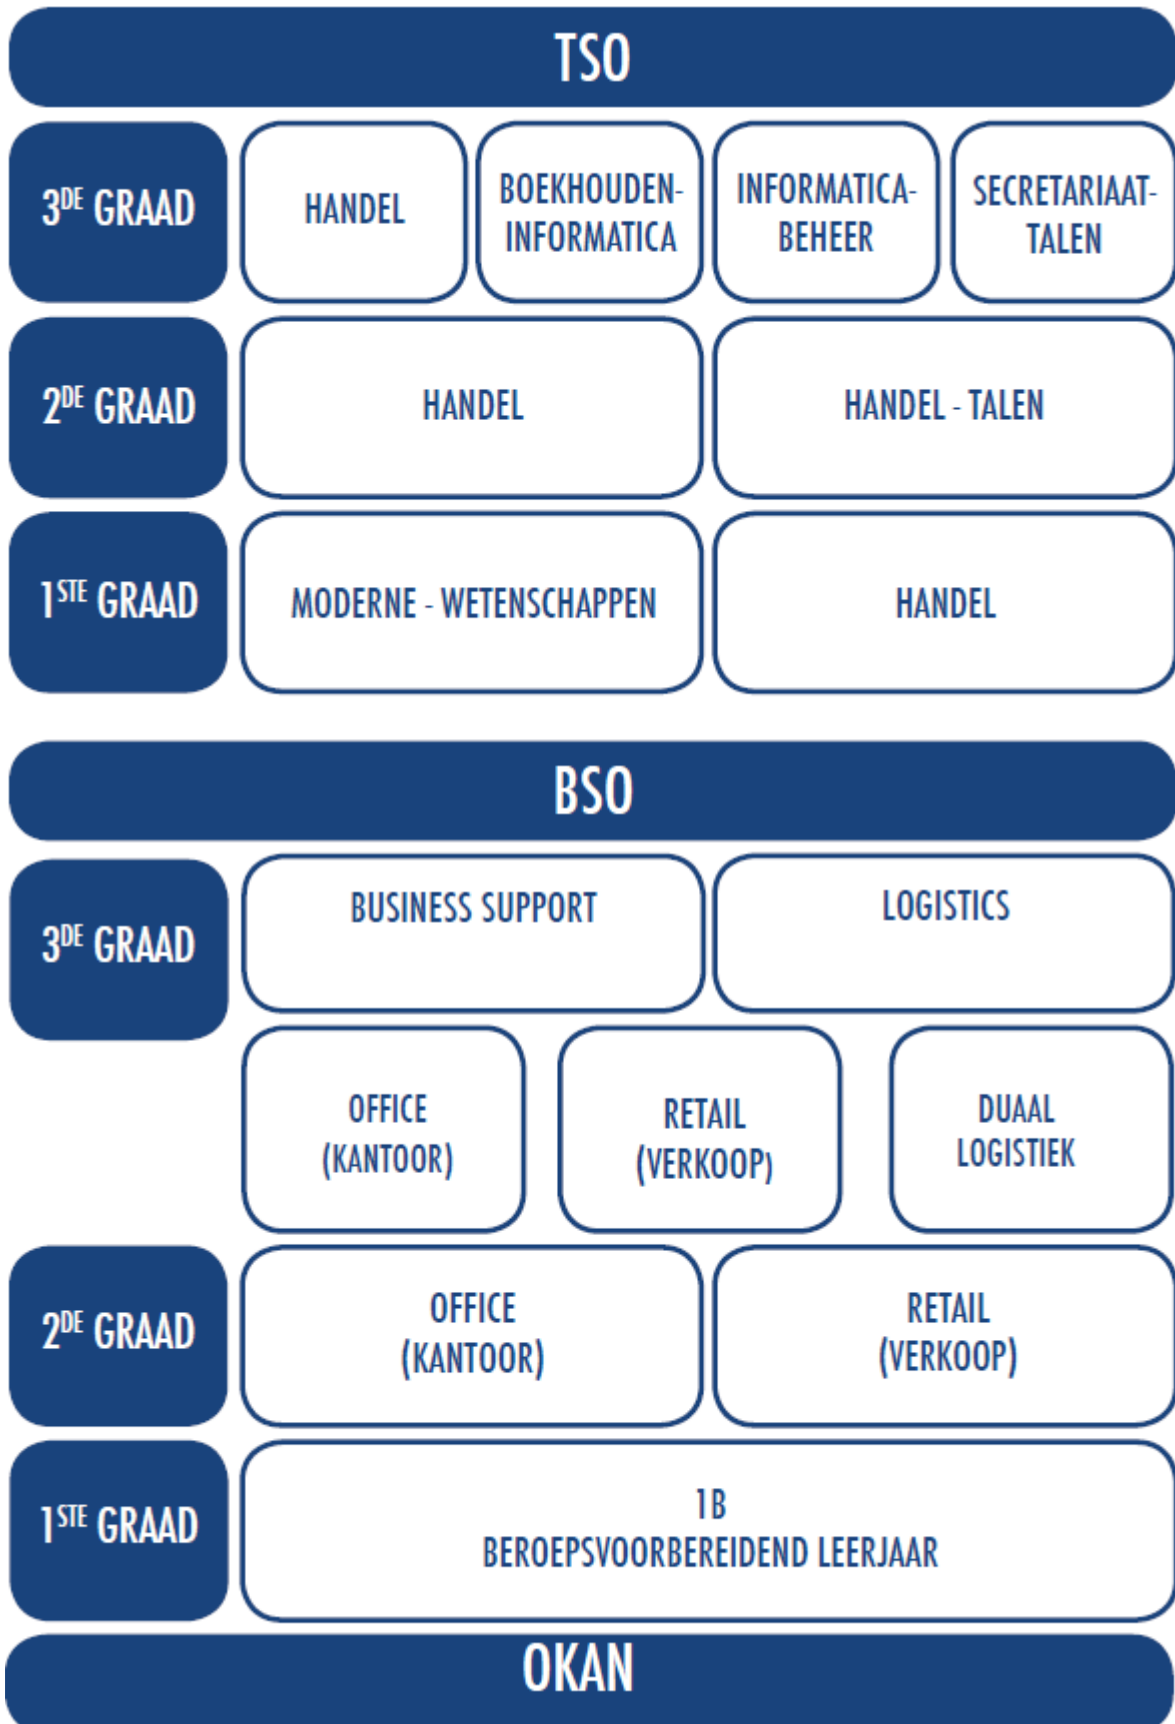 TSO
3DE GRAAD
HANDEL
BOEKHOUDEN-
INFORMATICA
INFORMATICA-
BEHEER
SECRETARIAAT-
TALEN
2DE GRAAD
HANDEL
HANDEL - TALEN
1STE GRAAD
MODERNE - WETENSCHAPPEN
HANDEL
BSO
3DE GRAAD
BUSINESS SUPPORT
LOGISTICS
OFFICE
(KANTOOR)
RETAIL
(VERKOOP)
DUAAL
LOGISTIEK
2DE GRAAD
OFFICE
(KANTOOR)
RETAIL
(VERKOOP)
1STE GRAAD
1B
BEROEPSVOORBEREIDEND LEERJAAR
OKAN